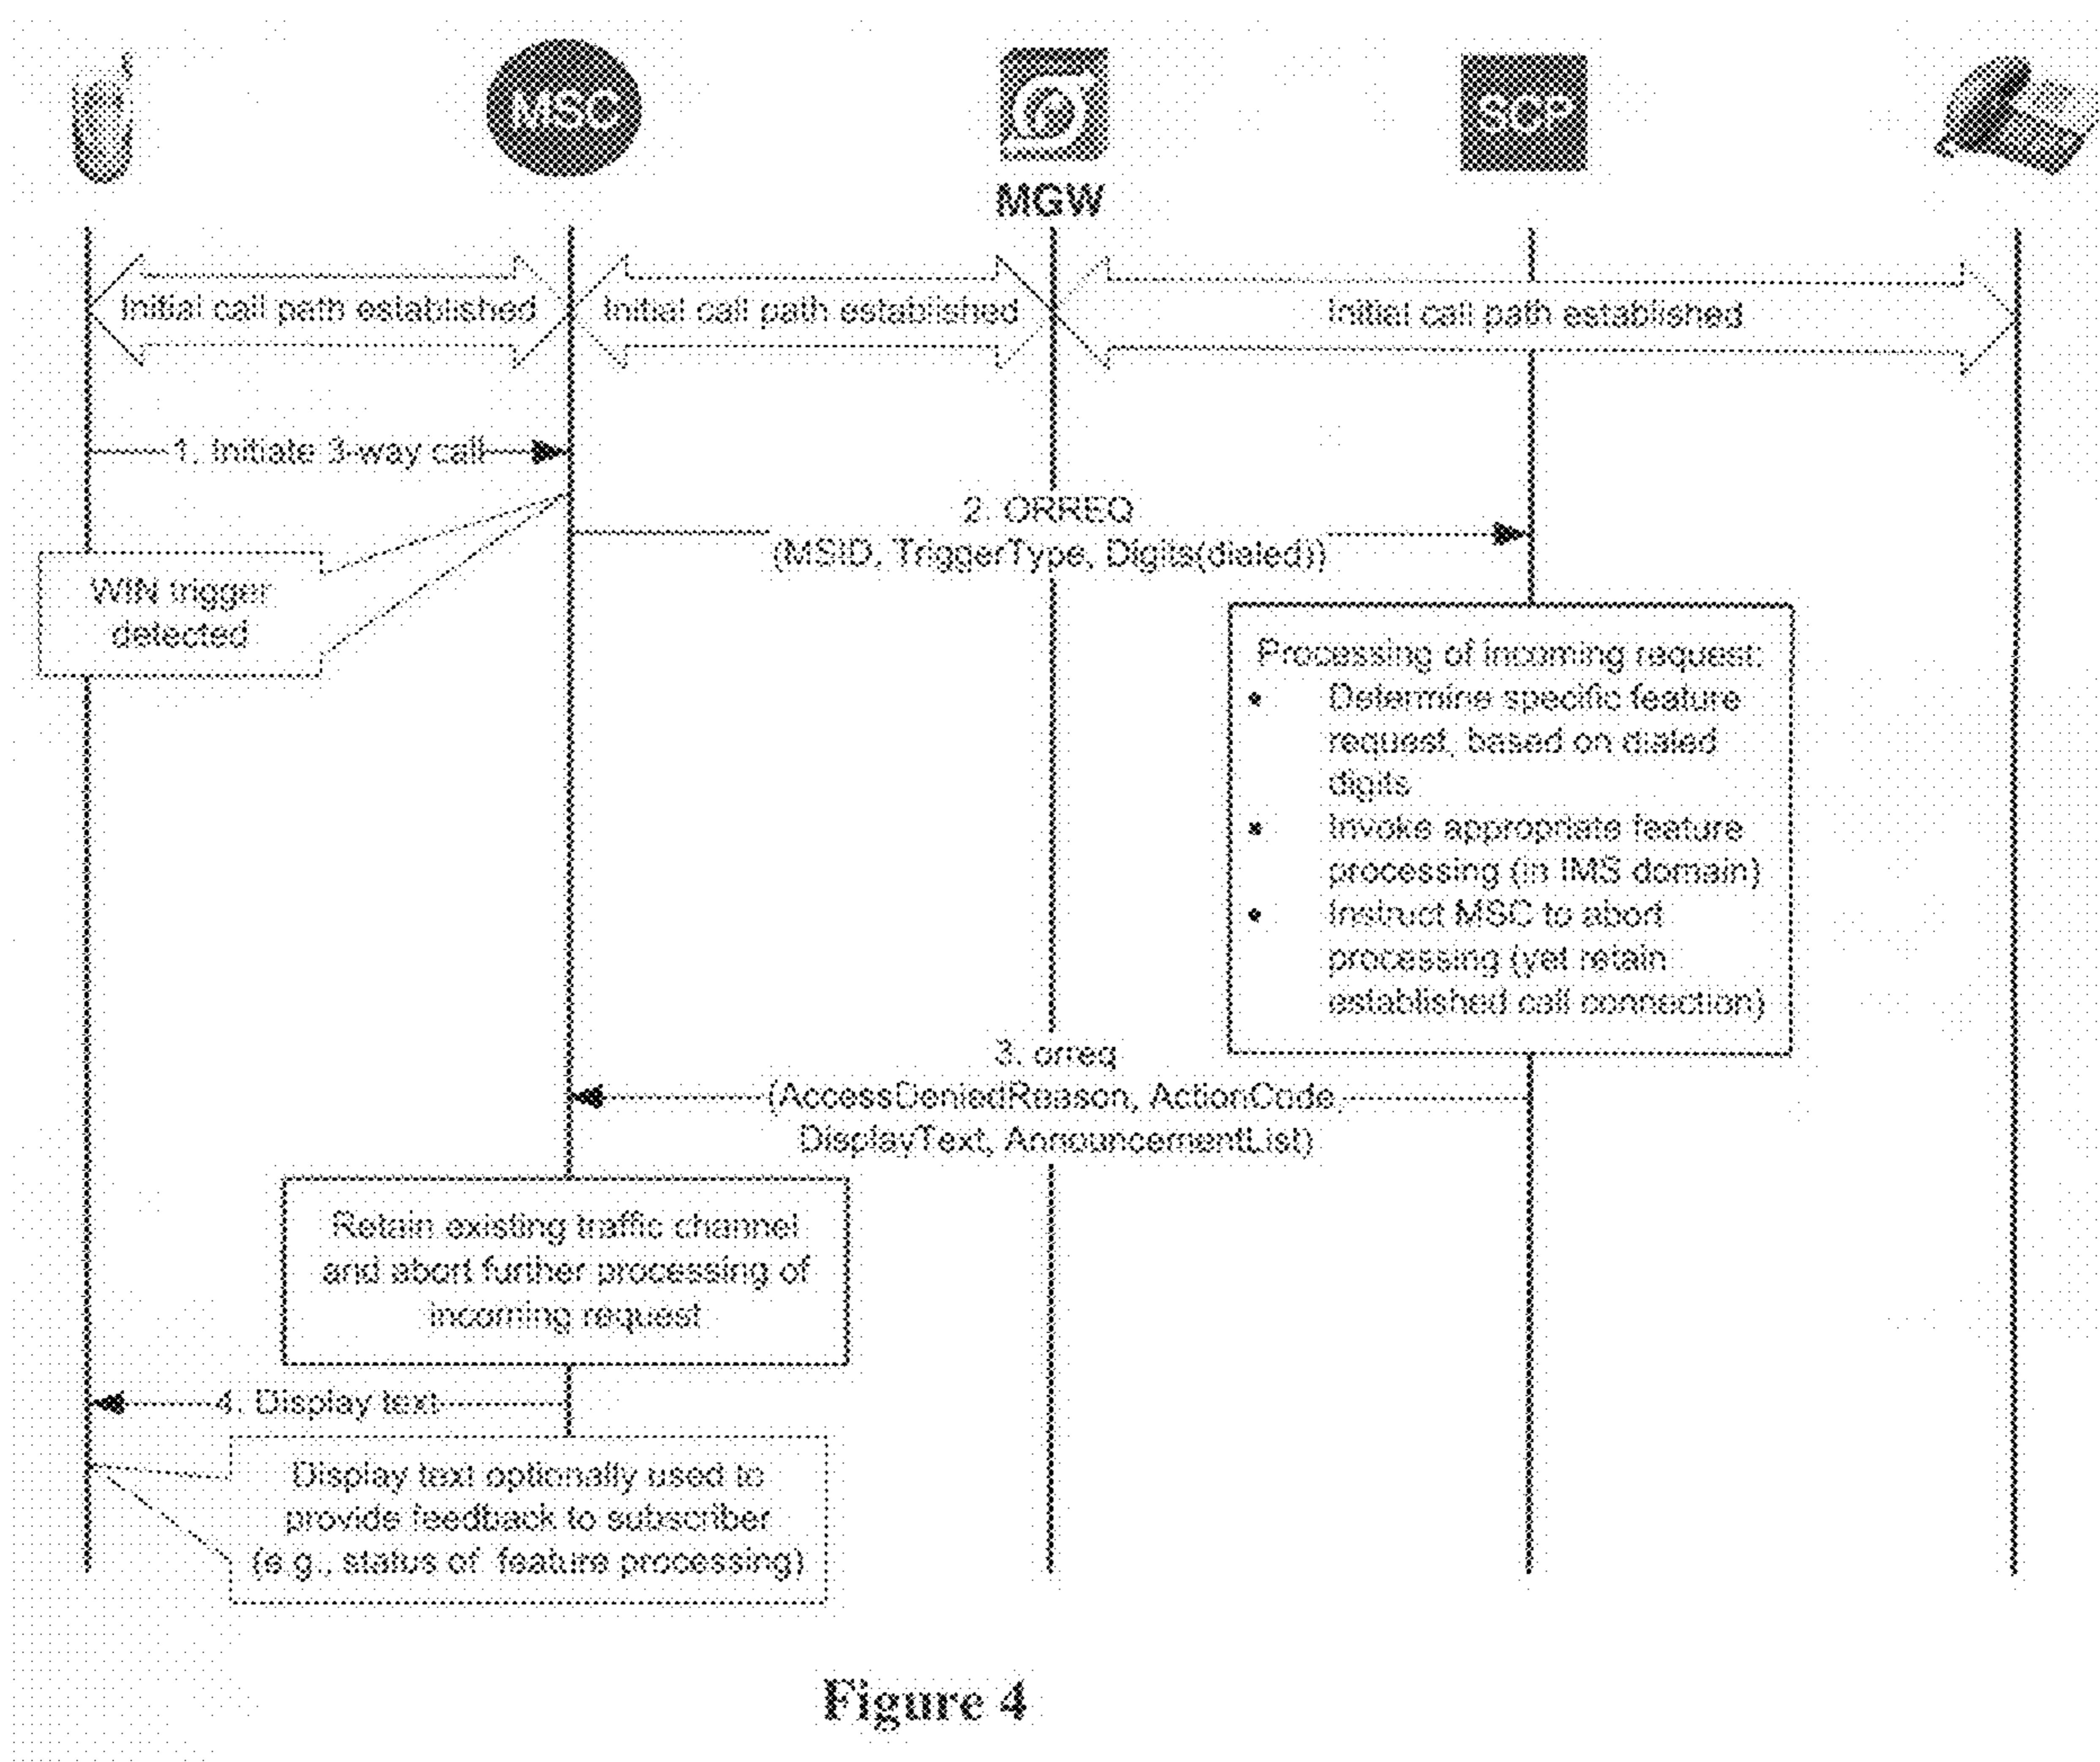 MSC
SCP
MGW
Initial call path established
Initial call path established
Initial call path established
1. Initiate 3-way call
2. ORREQ
(MSID, TriggerType, Digits(dialed))
WIN trigger
detected
Processing of incoming request:
• Determine specific feature
request, based on dialed
digits
• Invoke appropriate feature
processing (in IMS domain)
• Instruct MSC to abort
processing (yet retain
established call connection)
3. orreq
(AccessDeniedReason, ActionCode,
DisplayText, AnnouncementList)
Retain existing traffic channel
and abort further processing of
incoming request
4. Display text
Display text optionally used to
provide feedback to subscriber
(e.g., status of feature processing)
Figure 4